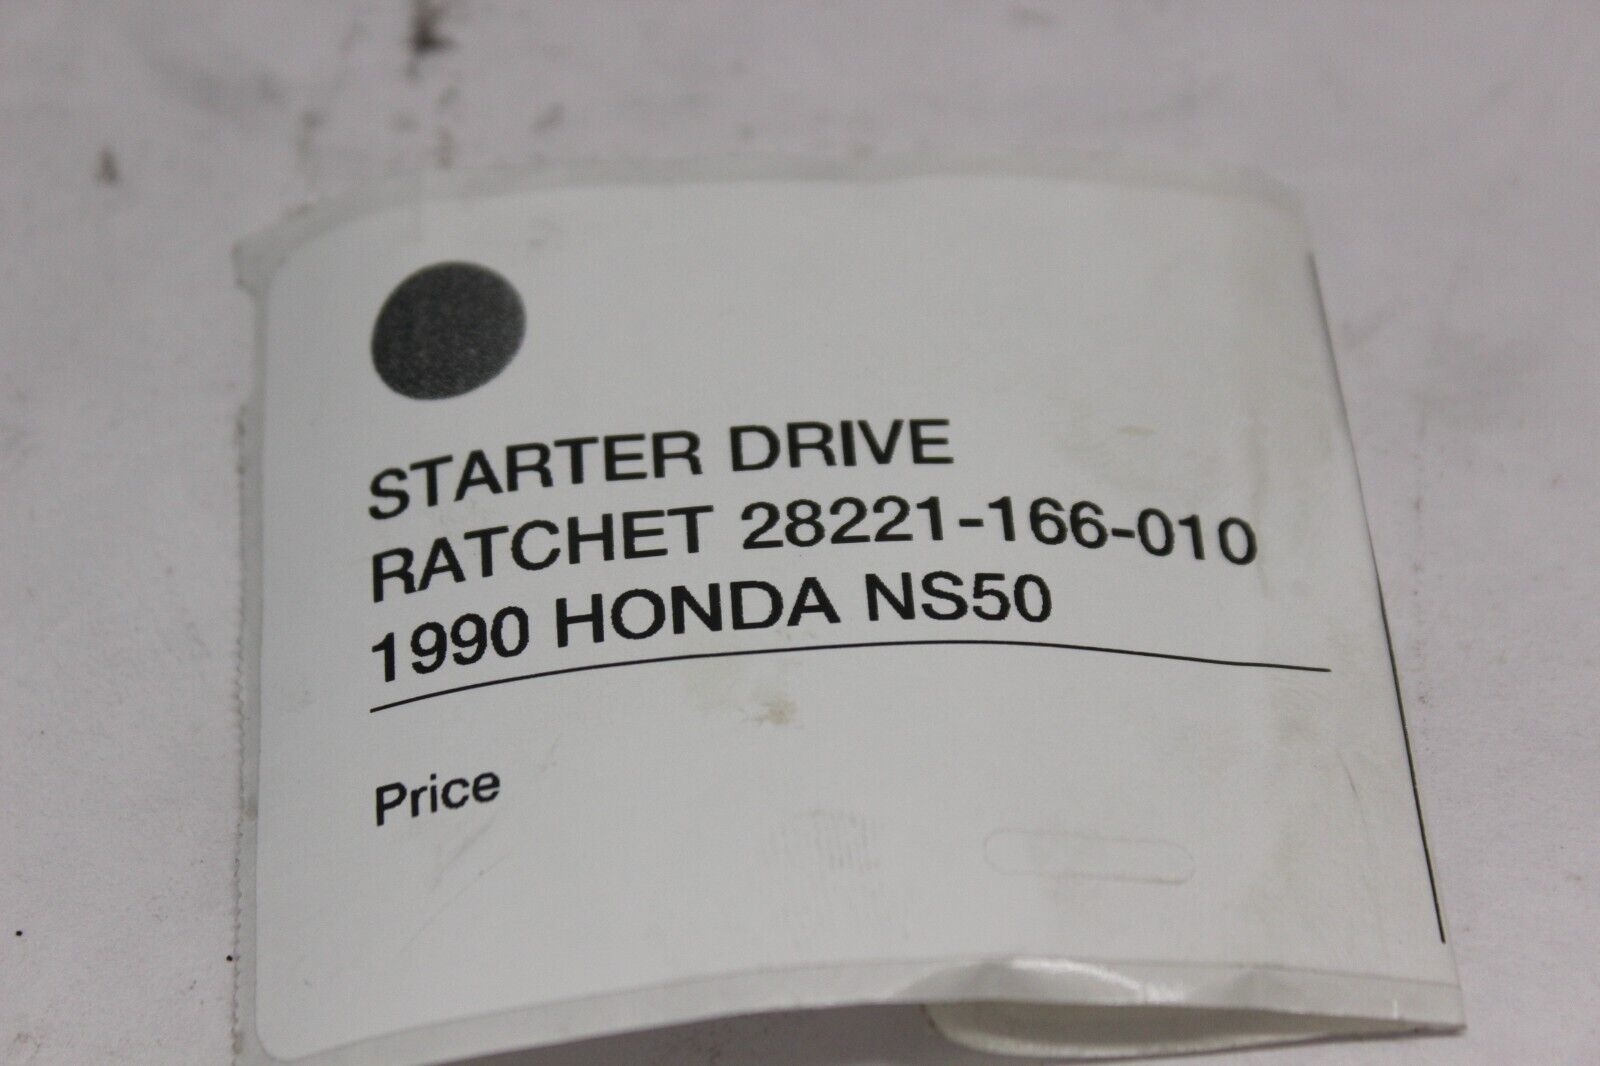 STARTER DRIVE
RATCHET 28221-166-010
1990 HONDA NS50
Price